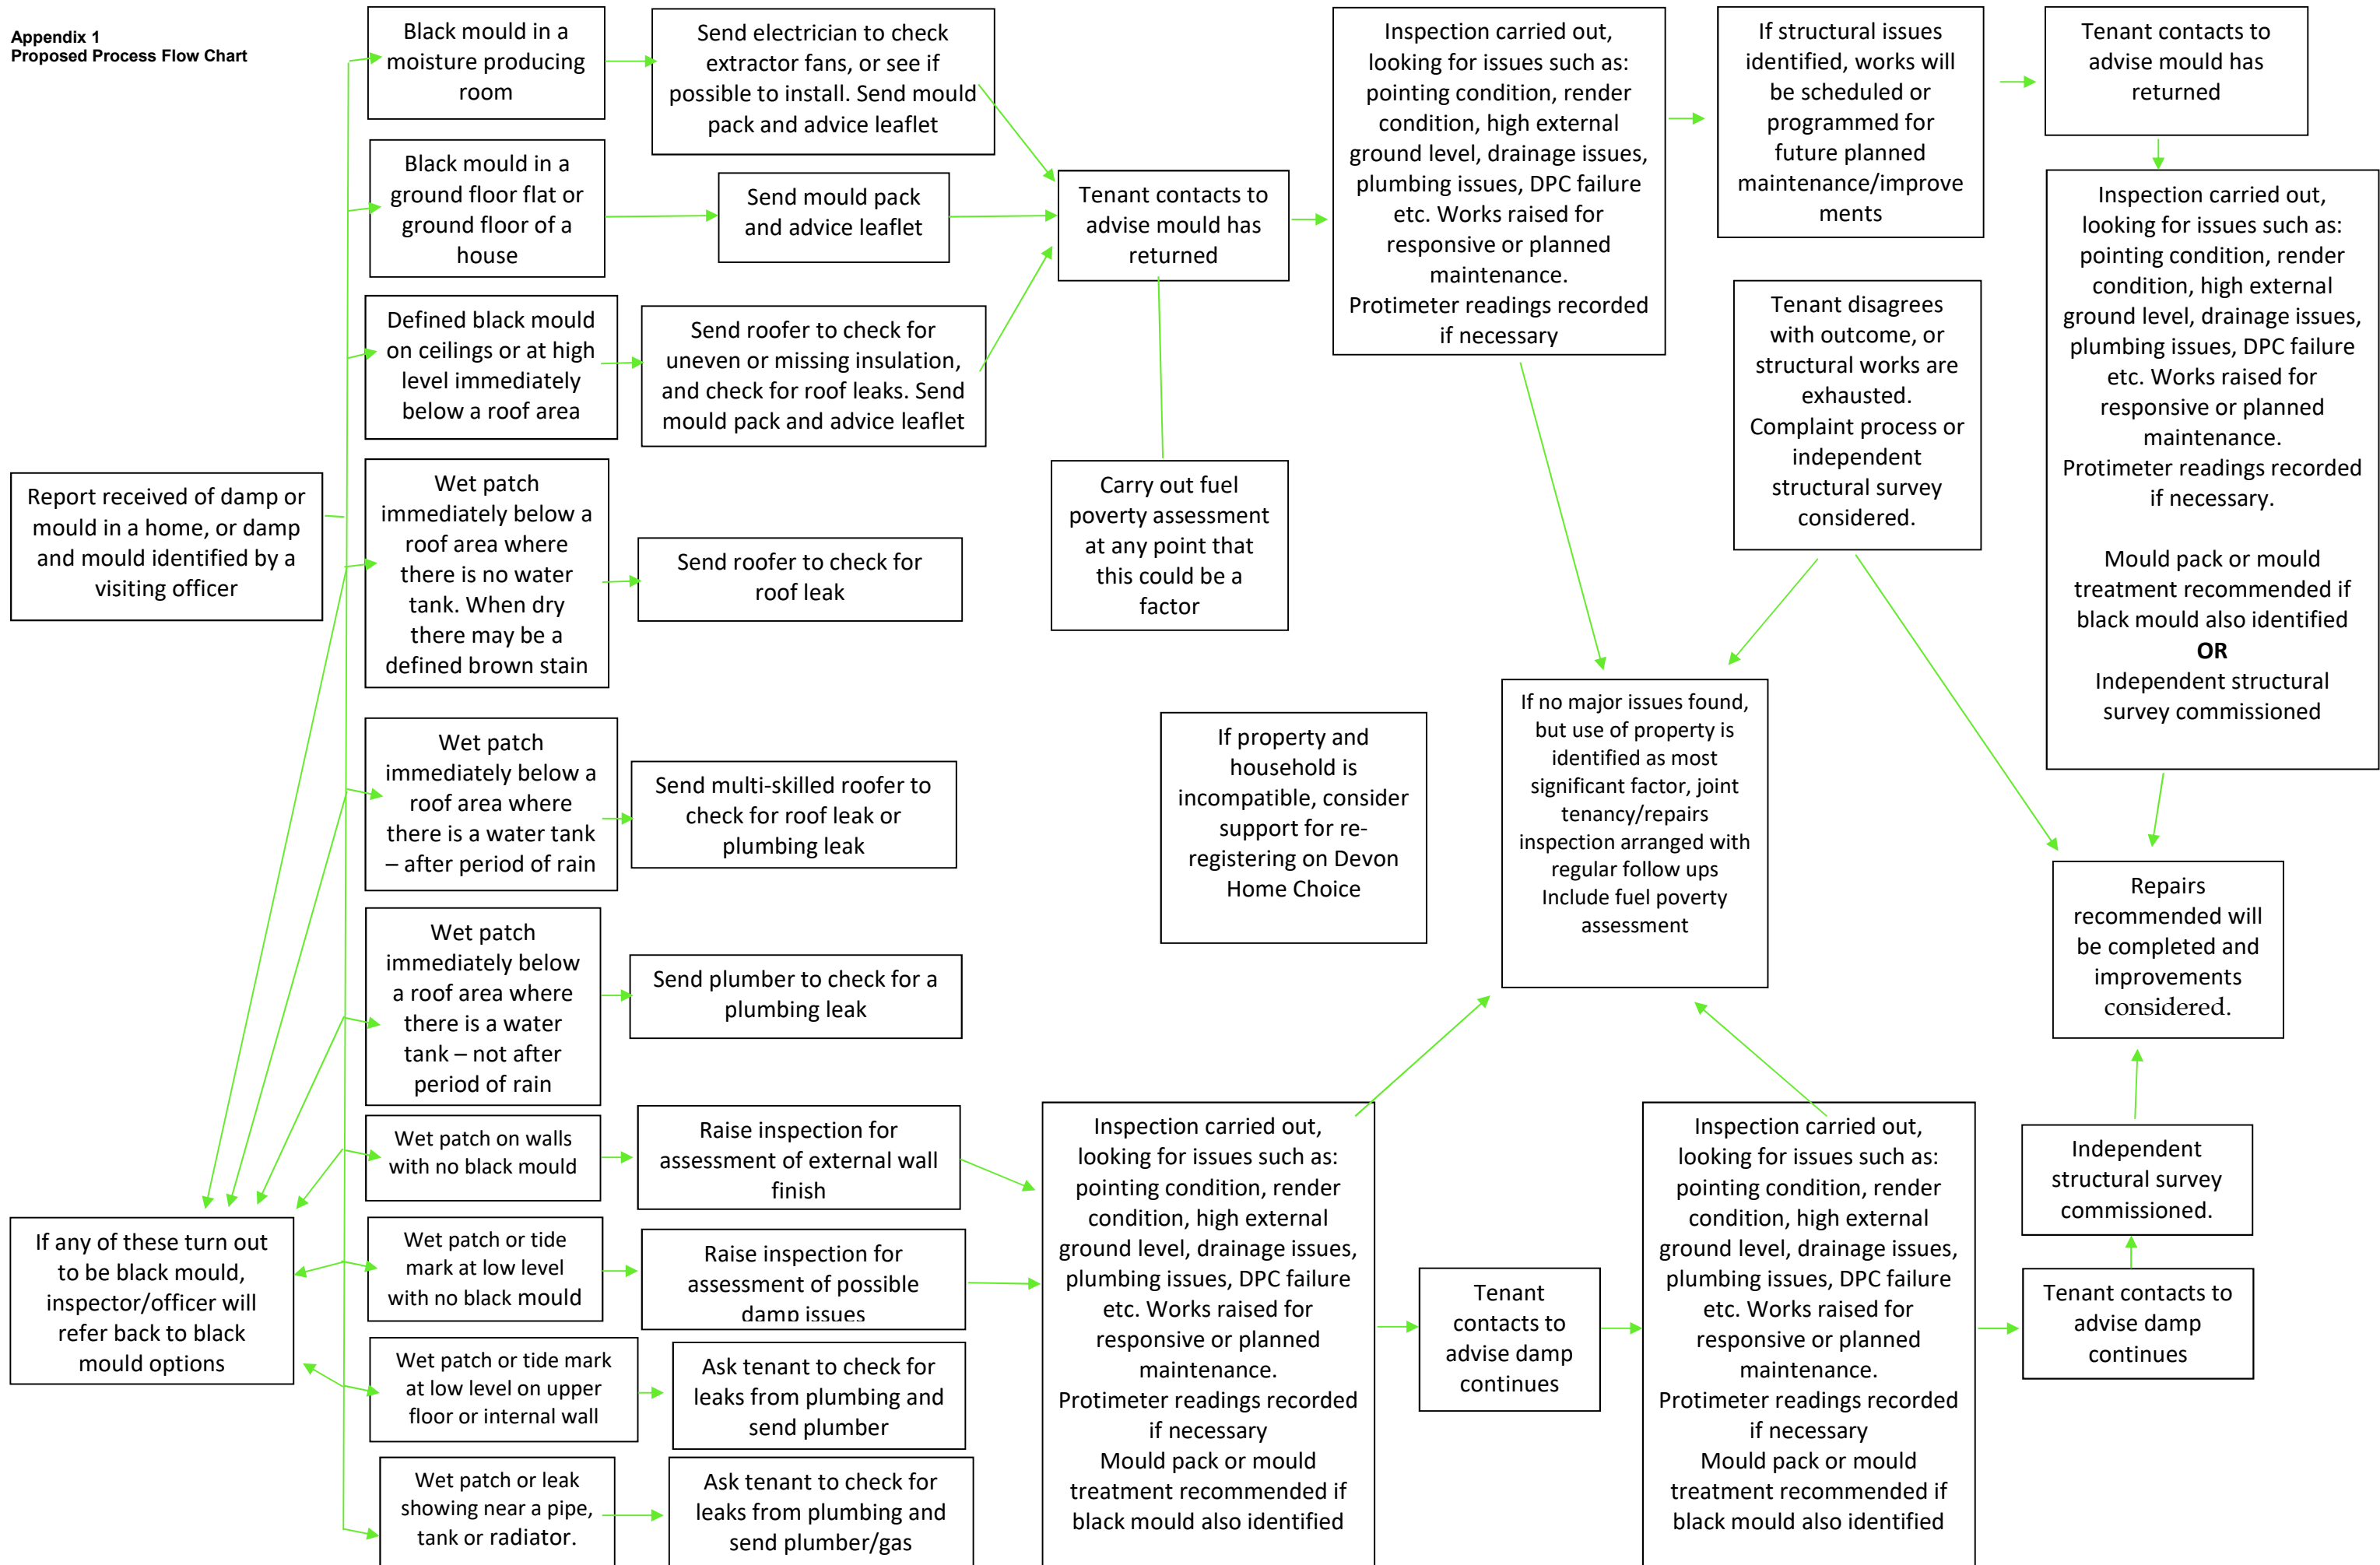 Appendix 1
Proposed Process Flow Chart
Report received of damp or
mould in a home, or damp
and mould identified by a
visiting officer
If any of these turn out
to be black mould,
inspector/officer will
refer back to black
mould options
Black mould in a
moisture producing
room
Black mould in a
ground floor flat or
ground floor of a
house
Defined black mould
on ceilings or at high
level immediately
below a roof area
Wet patch
immediately below a
roof area where
there is no water
tank. When dry
there may be a
defined brown stain
Wet patch
immediately below a
roof area where
there is a water tank
– after period of rain
Wet patch
immediately below
a roof area where
there is a water
tank – not after
period of rain
Wet patch on walls
with no black mould
Wet patch or tide
mark at low level
with no black mould
Wet patch or tide mark
at low level on upper
floor or internal wall
Wet patch or leak
showing near a pipe,
tank or radiator.
Send electrician to check
extractor fans, or see if
possible to install. Send mould
pack and advice leaflet
Send mould pack
and advice leaflet
Send roofer to check for
uneven or missing insulation,
and check for roof leaks. Send
mould pack and advice leaflet
Send roofer to check for
roof leak
Send multi-skilled roofer to
check for roof leak or
plumbing leak
Send plumber to check for a
plumbing leak
Raise inspection for
assessment of external wall
finish
Raise inspection for
assessment of possible
damp issues
Ask tenant to check for
leaks from plumbing and
send plumber
Ask tenant to check for
leaks from plumbing and
send plumber/gas
Tenant contacts to
advise mould has
returned
Carry out fuel
poverty assessment
at any point that
this could be a
factor
If property and
household is
incompatible, consider
support for re-
registering on Devon
Home Choice
Inspection carried out,
looking for issues such as:
pointing condition, render
condition, high external
ground level, drainage issues,
plumbing issues, DPC failure
etc. Works raised for
responsive or planned
maintenance.
Protimeter readings recorded
if necessary
Mould pack or mould
treatment recommended if
black mould also identified
Inspection carried out,
looking for issues such as:
pointing condition, render
condition, high external
ground level, drainage issues,
plumbing issues, DPC failure
etc. Works raised for
responsive or planned
maintenance.
Protimeter readings recorded
if necessary
Tenant
contacts to
advise damp
continues
If structural issues
identified, works will
be scheduled or
programmed for
future planned
maintenance/improve
ments
Tenant disagrees
with outcome, or
structural works are
exhausted.
Complaint process or
independent
structural survey
considered.
If no major issues found,
but use of property is
identified as most
significant factor, joint
tenancy/repairs
inspection arranged with
regular follow ups
Include fuel poverty
assessment
Inspection carried out,
looking for issues such as:
pointing condition, render
condition, high external
ground level, drainage issues,
plumbing issues, DPC failure
etc. Works raised for
responsive or planned
maintenance.
Protimeter readings recorded
if necessary
Mould pack or mould
treatment recommended if
black mould also identified
Tenant contacts to
advise mould has
returned
Inspection carried out,
looking for issues such as:
pointing condition, render
condition, high external
ground level, drainage issues,
plumbing issues, DPC failure
etc. Works raised for
responsive or planned
maintenance.
Protimeter readings recorded
if necessary.
Mould pack or mould
treatment recommended if
black mould also identified
OR
Independent structural
survey commissioned
Repairs
recommended will
be completed and
improvements
considered.
Independent
structural survey
commissioned.
Tenant contacts to
advise damp
continues